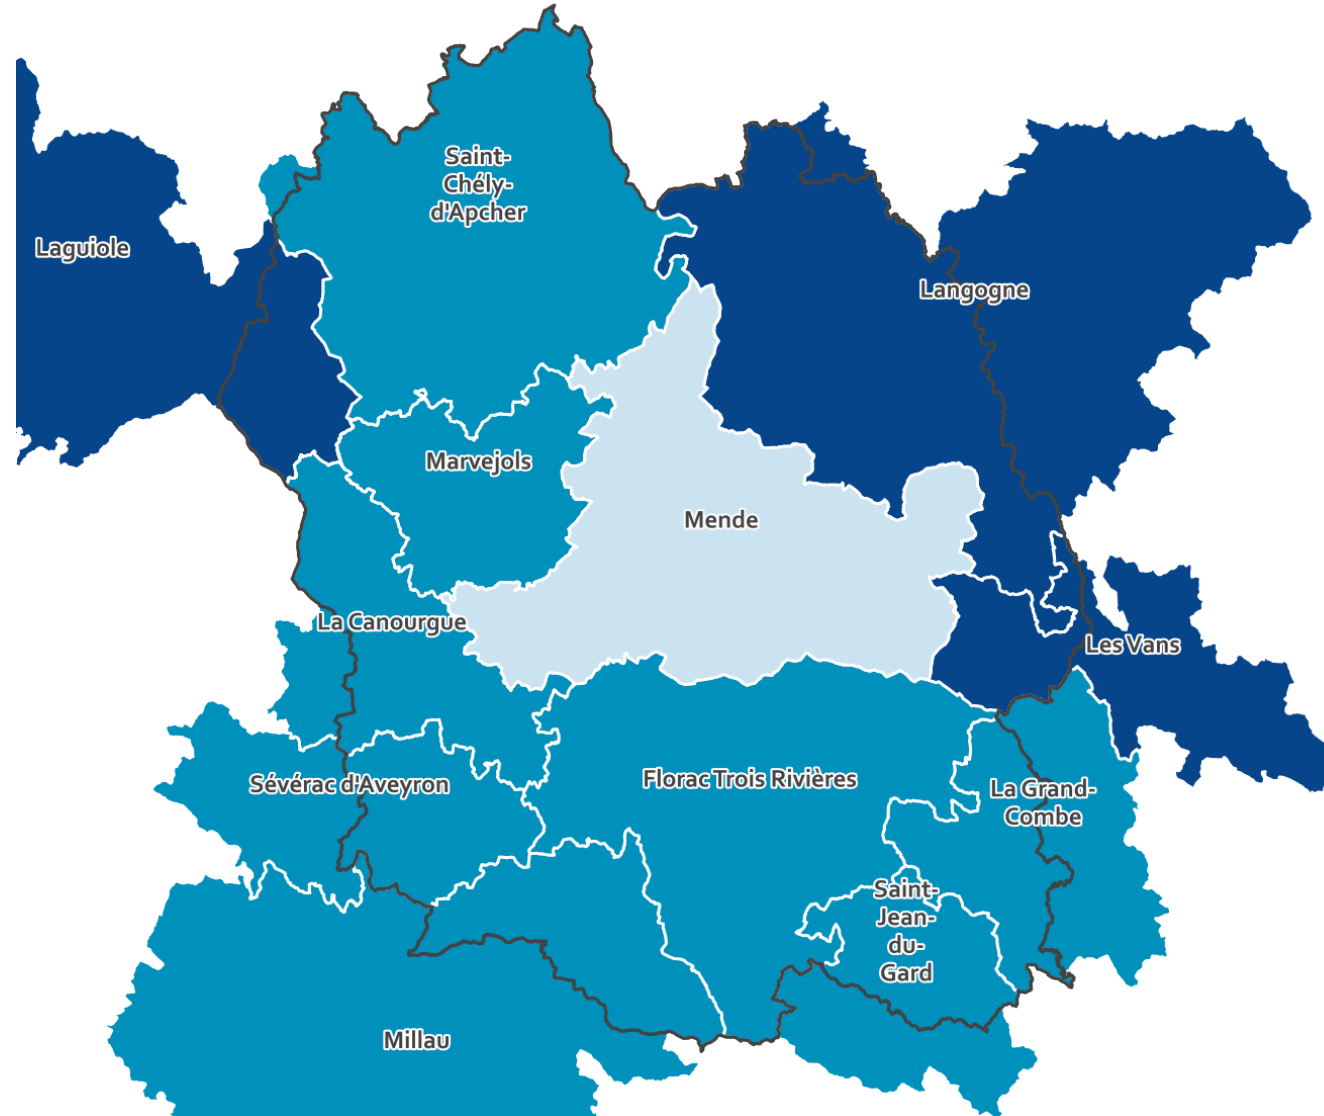 Saint-
Chély-
d'Apcher
Laguiole
Langogne
Marvejols
Mende
La Canourgue
Les Vans
Sévérac d'Aveyron
Florac Trois Rivières
La Grand-
Combe
Saint-
Jean-
du-
Gard
Millau